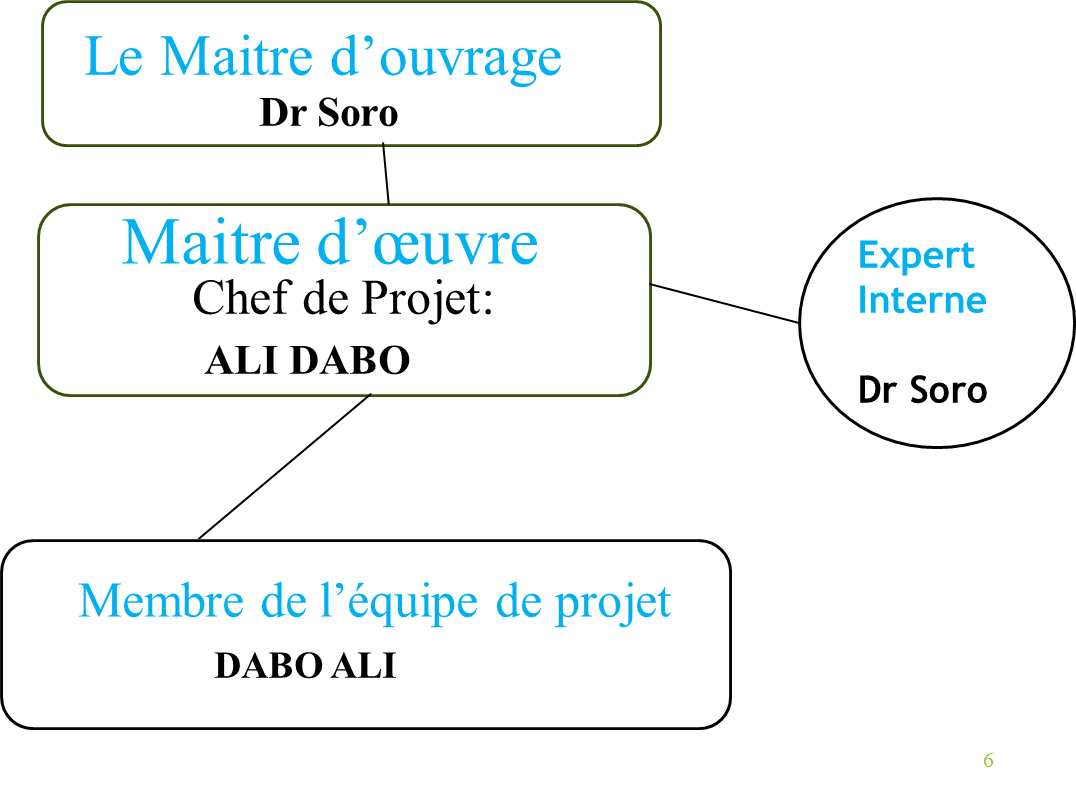 Le Maitre d’ouvrage
Dr Soro
Maitre d’œuvre
Chef de Projet:
ALI DABO
Expert
Interne
Dr Soro
Membre de l’équipe de projet
DABO ALI
6